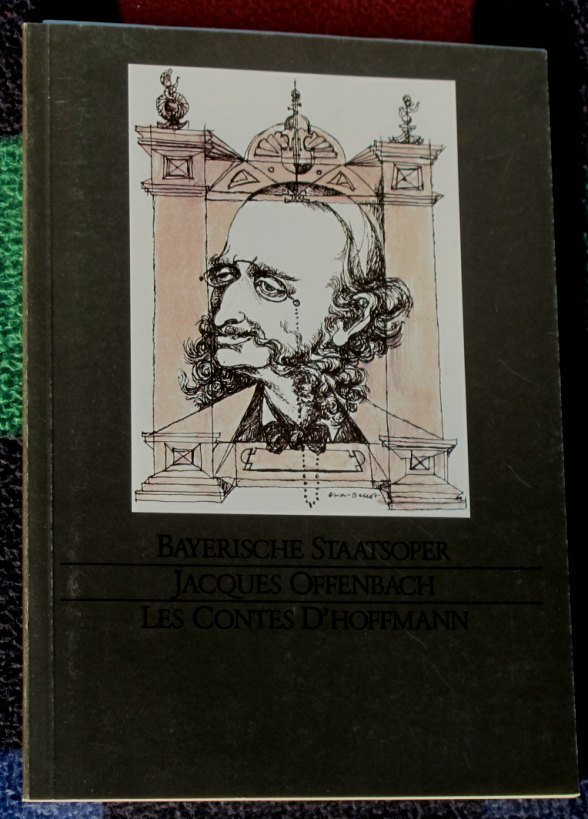 BAYERISCHE STAATSOPER
JACQUES OFFENBACH
LES CONTES D'HOFFMANN